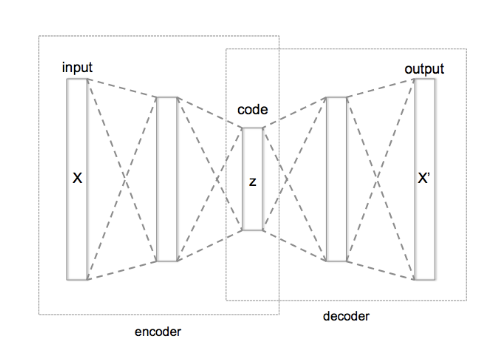 input
output
code
X
z
X'
decoder
encoder